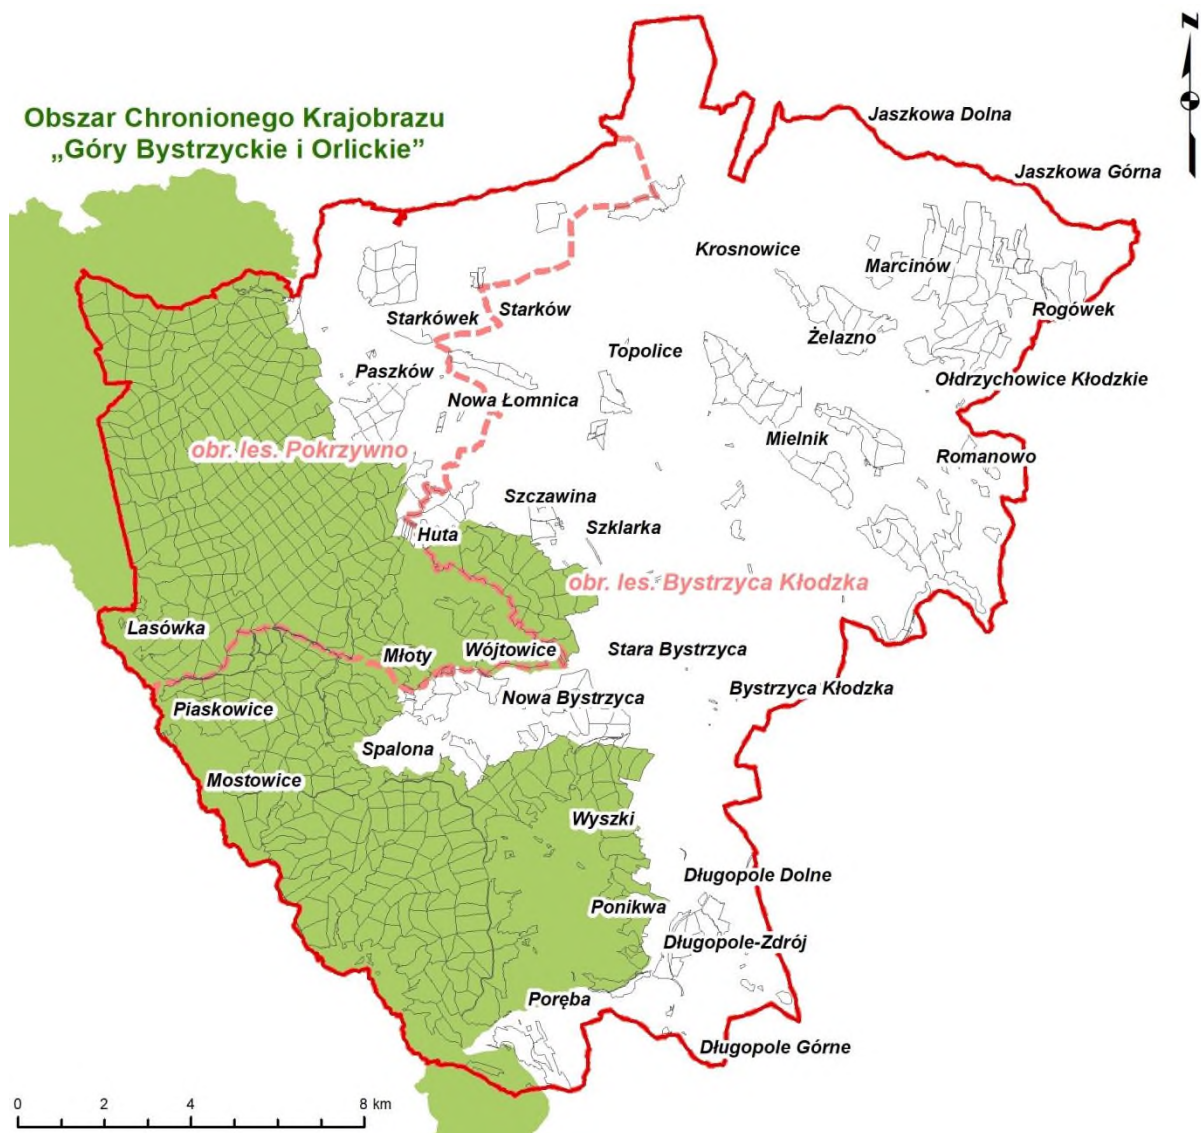 N
Obszar Chronionego Krajobrazu
„Góry Bystrzyckie i Orlickie”
Jaszkowa Dolna
Jaszkowa Górna
Krosnowice
Marcinów
Starków
Rogówek
Starkówek
Żelazno
Topolice
Paszków
Ołdrzychowice Kłodzkie
Nowa Łomnica
Mielnik
obr. les. Pokrzywno
Romanowo
Szczawina
Szklarka
Huta
obr. les. Bystrzyca Kłodzka
Lasówka
Stara Bystrzyca
Wójtowice
Młoty
Bystrzyca Kłodzka
Nowa Bystrzyca
Piaskowice
Spalona
Mostowice
Wyszki
Długopole Dolne
Ponikwa
Długopole-Zdrój
Poręba
Długopole Górne
0 2 4 8 km